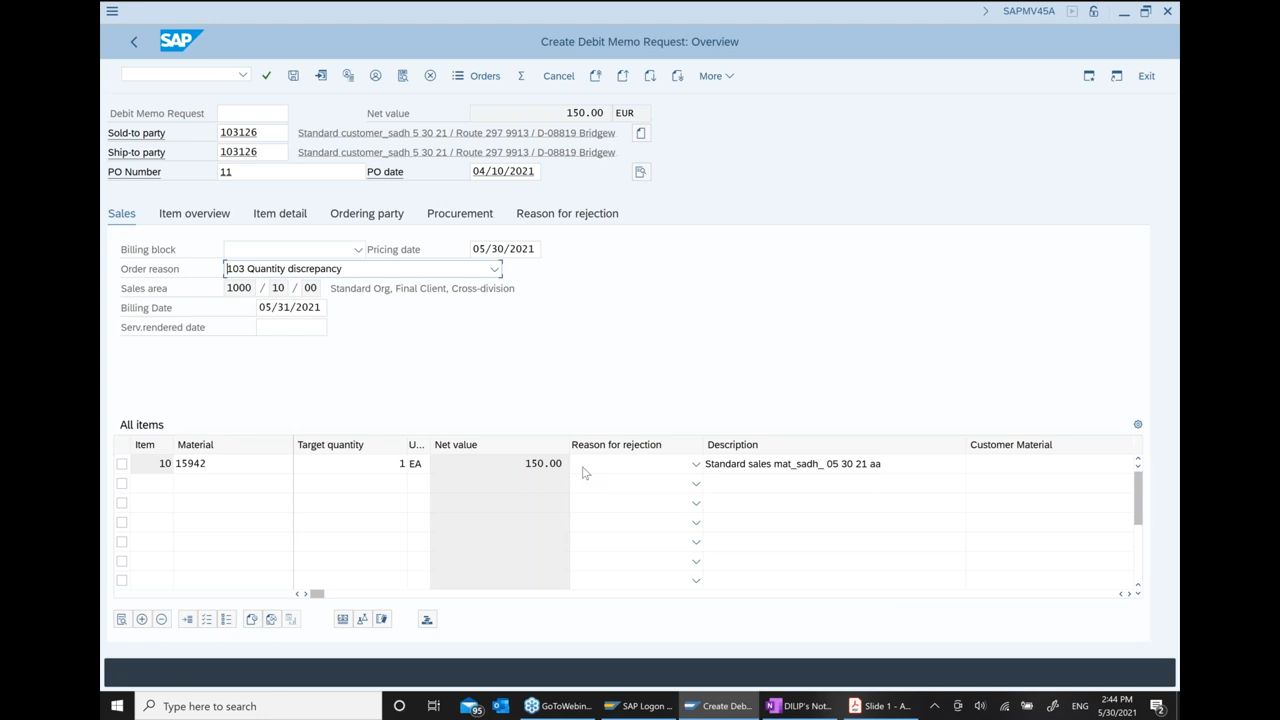 SAPMV45A
SAP
Create Debit Memo Request: Overview
Orders
Cancel
More
Exit
Debit Memo Request
Net value
150.00
EUR
Sold-to party
103126
Standard customer_sadh 5 30 21 / Route 297 9913 / D-08819 Bridgew
Ship-to party
103126
Standard customer_sadh 5 30 21 / Route 297 9913 / D-08819 Bridgew
PO Number
11
PO date
04/10/2021
Sales
Item overview
Item detail
Ordering party
Procurement
Reason for rejection
Billing block
Pricing date
05/30/2021
Order reason
103 Quantity discrepancy
Sales area
1000 / 10 / 00
Standard Org, Final Client, Cross-division
Billing Date
05/31/2021
Serv.rendered date
All items
Item
Material
Target quantity
U...
Net value
Reason for rejection
Description
Customer Material
10
15942
1
EA
150.00
Standard sales mat_sadh_ 05 30 21 aa
Type here to search
95
GoToWebin...
SAP Logon ...
Create Deb...
DILIP's Not...
Slide 1 - A...
ENG
2:44 PM
5/30/2021
2